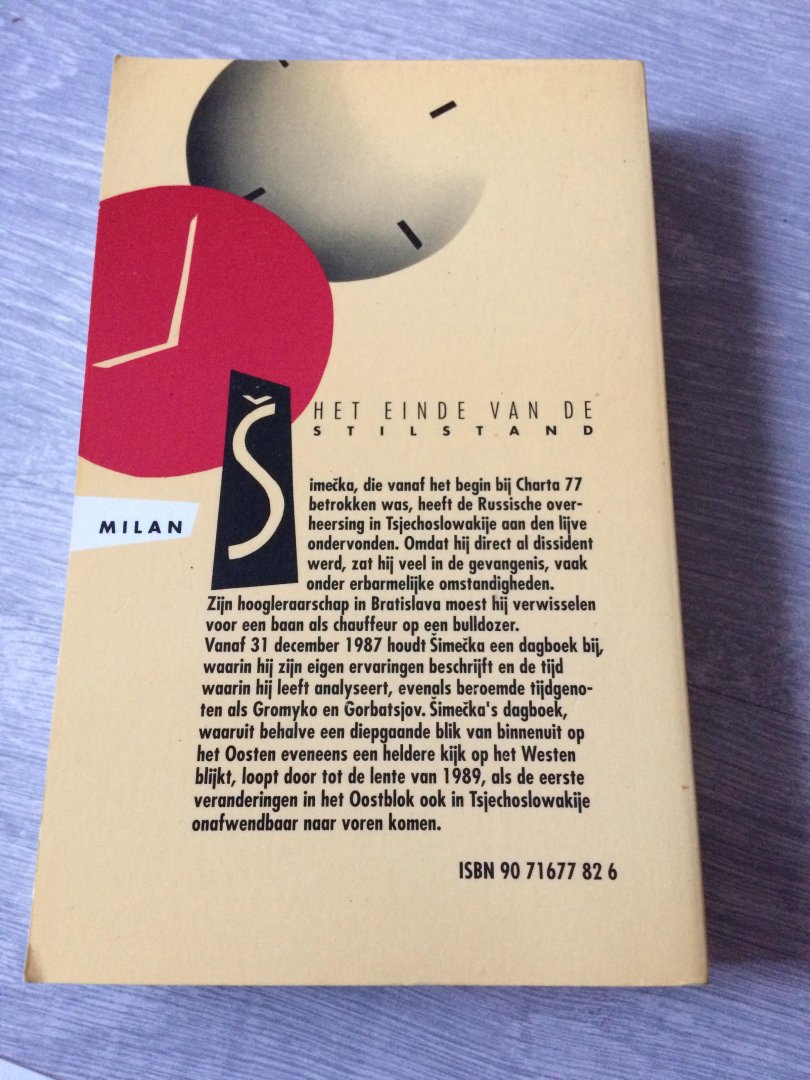 HET EINDE VAN DE
STILSTAND
MILAN
Š
imečka, die vanaf het begin bij Charta 77
betrokken was, heeft de Russische over-
heersing in Tsjechoslowakije aan den lijve
ondervonden. Omdat hij direct al dissident
werd, zat hij veel in de gevangenis, vaak
onder erbarmelijke omstandigheden.
Zijn hoogleraarschap in Bratislava moest hij verwisselen
voor een baan als chauffeur op een bulldozer.
Vanaf 31 december 1987 houdt Šimečka een dagboek bij,
waarin hij zijn eigen ervaringen beschrijft en de tijd
waarin hij leeft analyseert, evenals beroemde tijdgeno-
ten als Gromyko en Gorbatsjov. Šimečka's dagboek,
waaruit behalve een diepgaande blik van binnenuit op
het Oosten eveneens een heldere kijk op het Westen
blijkt, loopt door tot de lente van 1989, als de eerste
veranderingen in het Oostblok ook in Tsjechoslowakije
onafwendbaar naar voren komen.
ISBN 90 71677 82 6